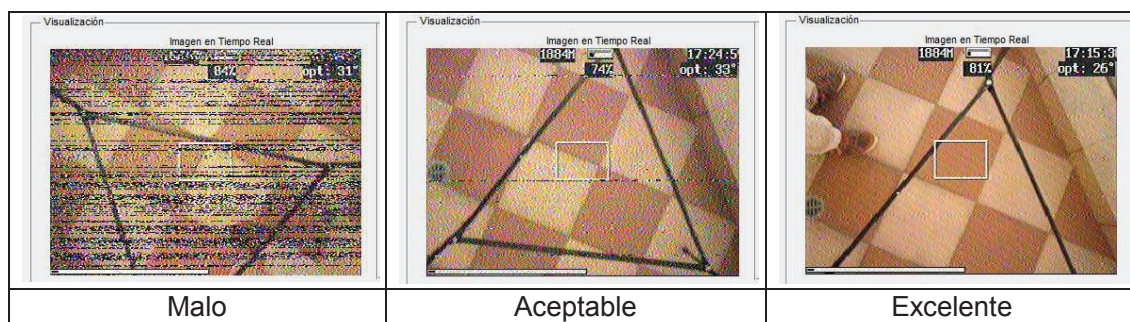 Visualización
Imagen en Tiempo Real
84%
opt: 31°
Malo
Visualización
Imagen en Tiempo Real
1884M
17:24:5
74%
opt: 33°
Aceptable
Visualización
Imagen en Tiempo Real
1884M
17:15:3
81%
opt: 26°
Excelente